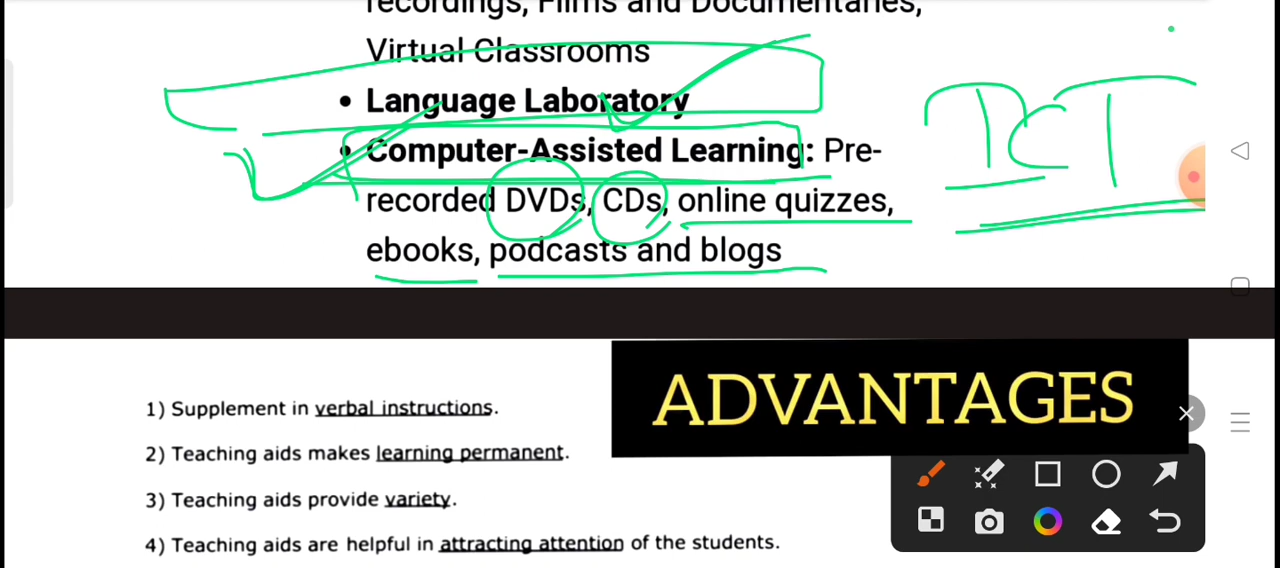 recordings, Films and Documentaries,
Virtual Classrooms
• Language Laboratory
• Computer-Assisted Learning: Pre-
recorded DVDs, CDs, online quizzes,
ebooks, podcasts and blogs
ICT
ADVANTAGES
1) Supplement in verbal instructions.
2) Teaching aids makes learning permanent.
3) Teaching aids provide variety.
4) Teaching aids are helpful in attracting attention of the students.